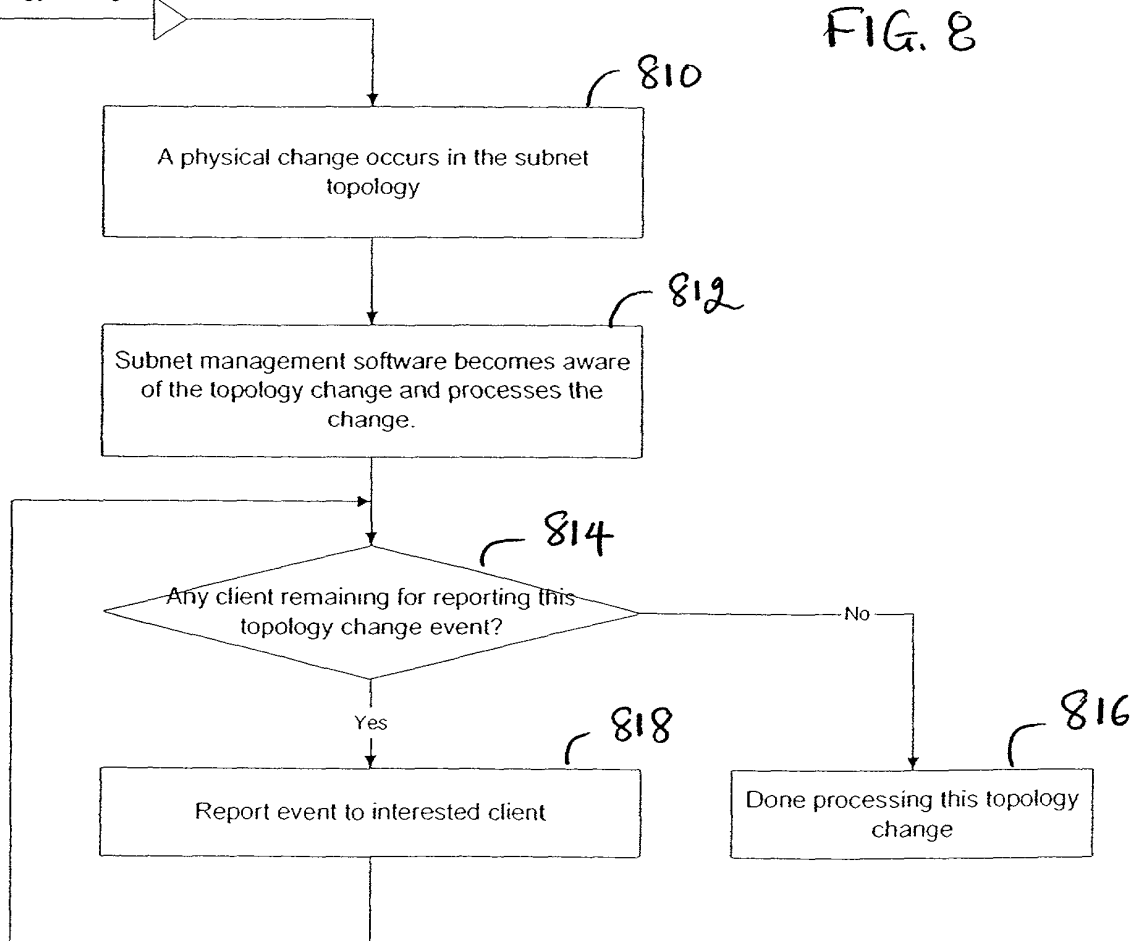 FIG. 8
810
A physical change occurs in the subnet
topology
812
Subnet management software becomes aware
of the topology change and processes the
change.
814
Any client remaining for reporting this
topology change event?
No
Yes
818
816
Report event to interested client
Done processing this topology
change